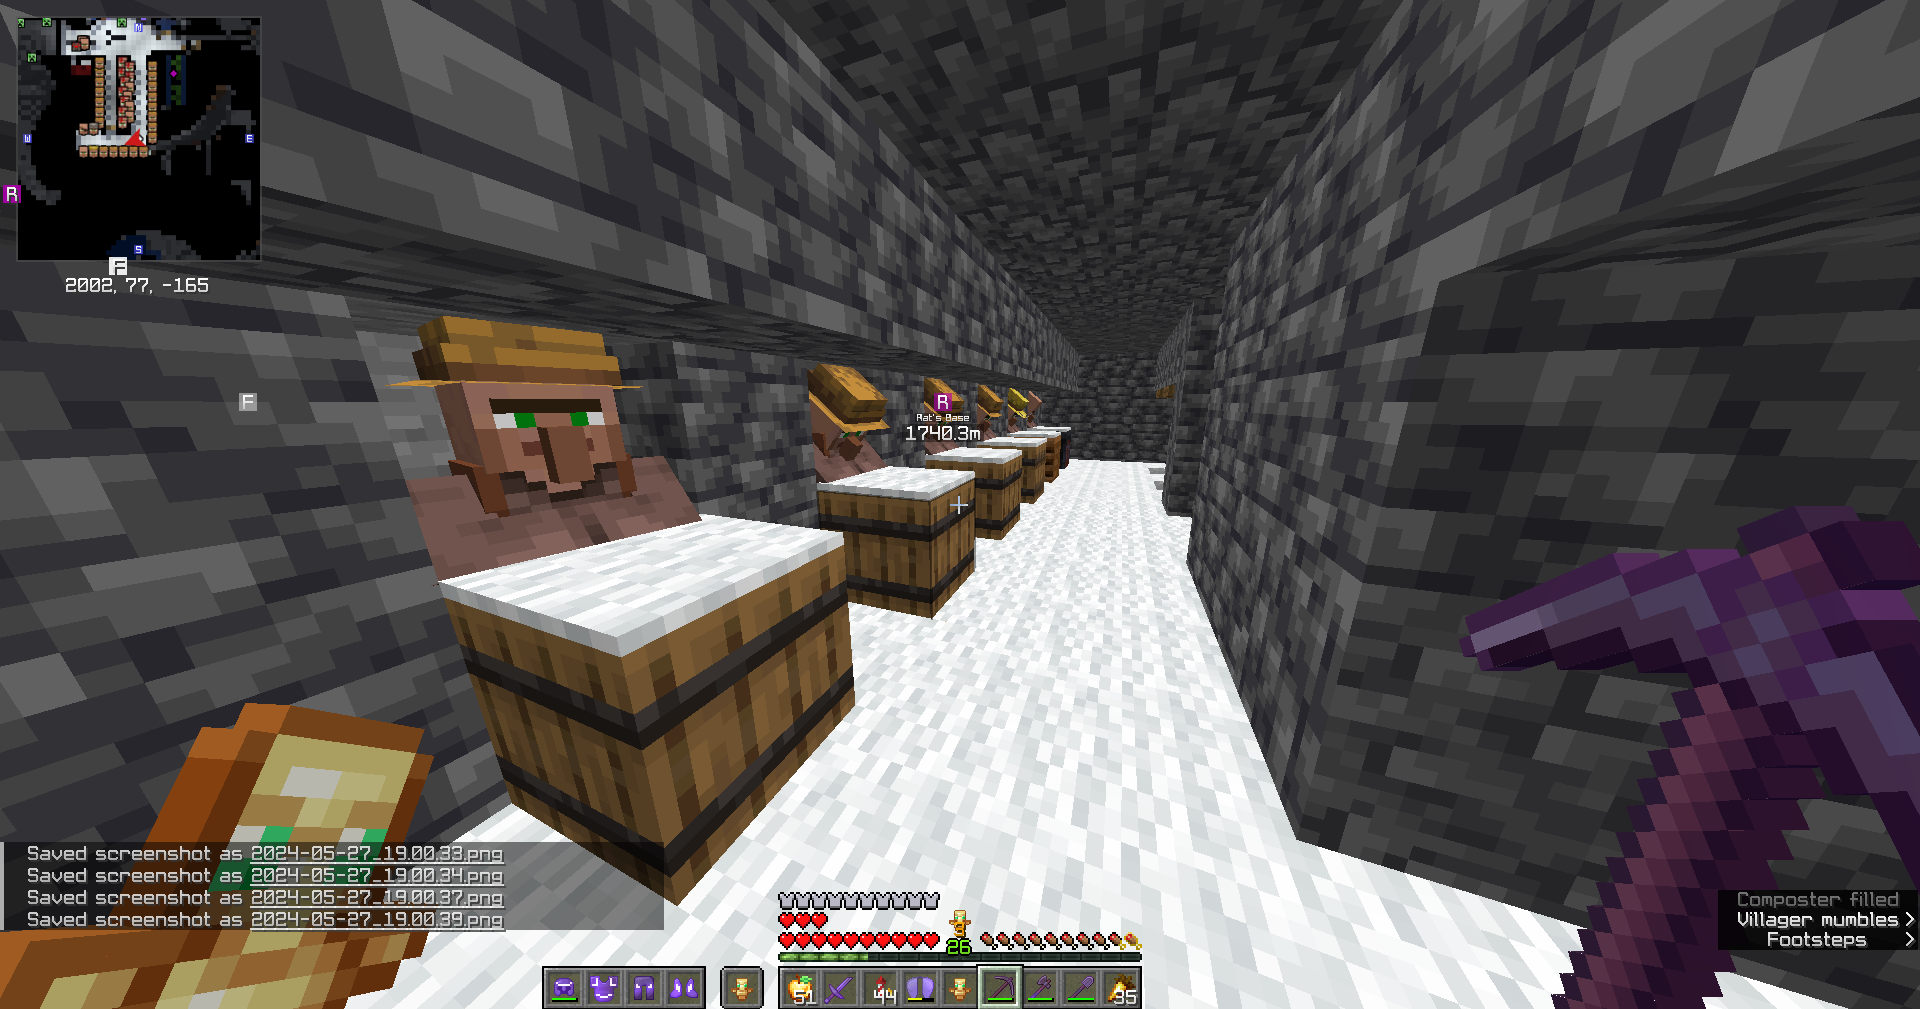 N
W
E
R
S
F
2002, 77, -165
F
R
Rat's Base
1740.3m
Saved screenshot as 2024-05-27_19.00.33.png
Saved screenshot as 2024-05-27_19.00.34.png
Saved screenshot as 2024-05-27_19.00.37.png
Saved screenshot as 2024-05-27_19.00.39.png
Composter filled
Villager mumbles >
Footsteps >
3
26
51
44
35